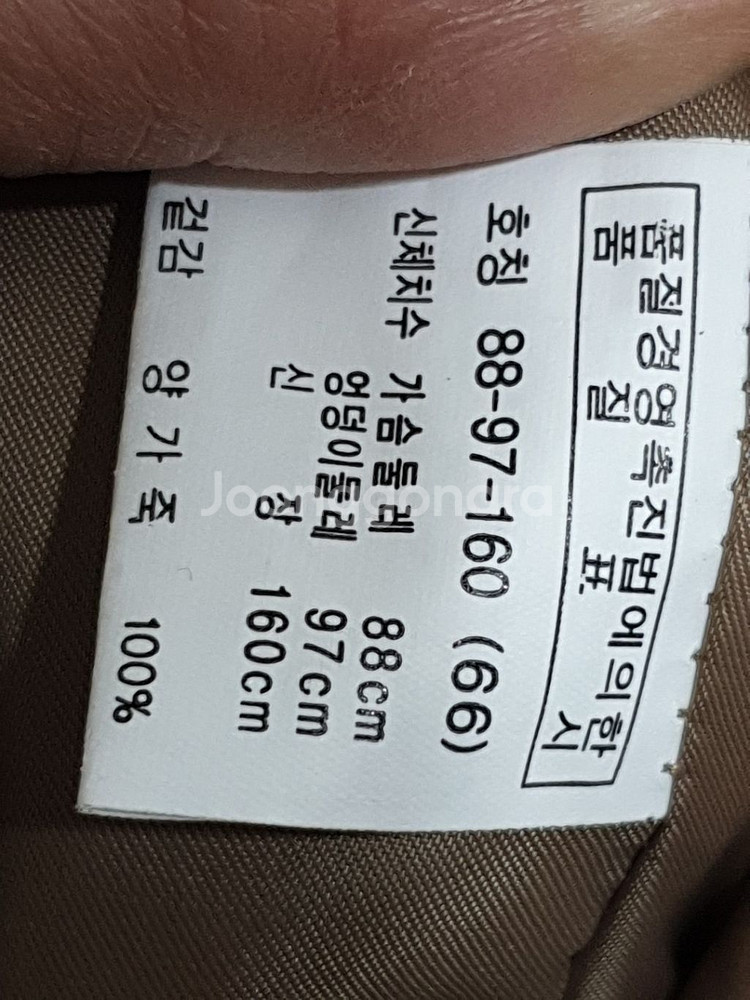 품질경영촉진법에의한
품질표시
호칭 88-97-160 (66)
신체치수 가슴둘레 88cm
엉덩이둘레 97cm
신장 160cm
겉감 양가죽 100%
Joonggonara